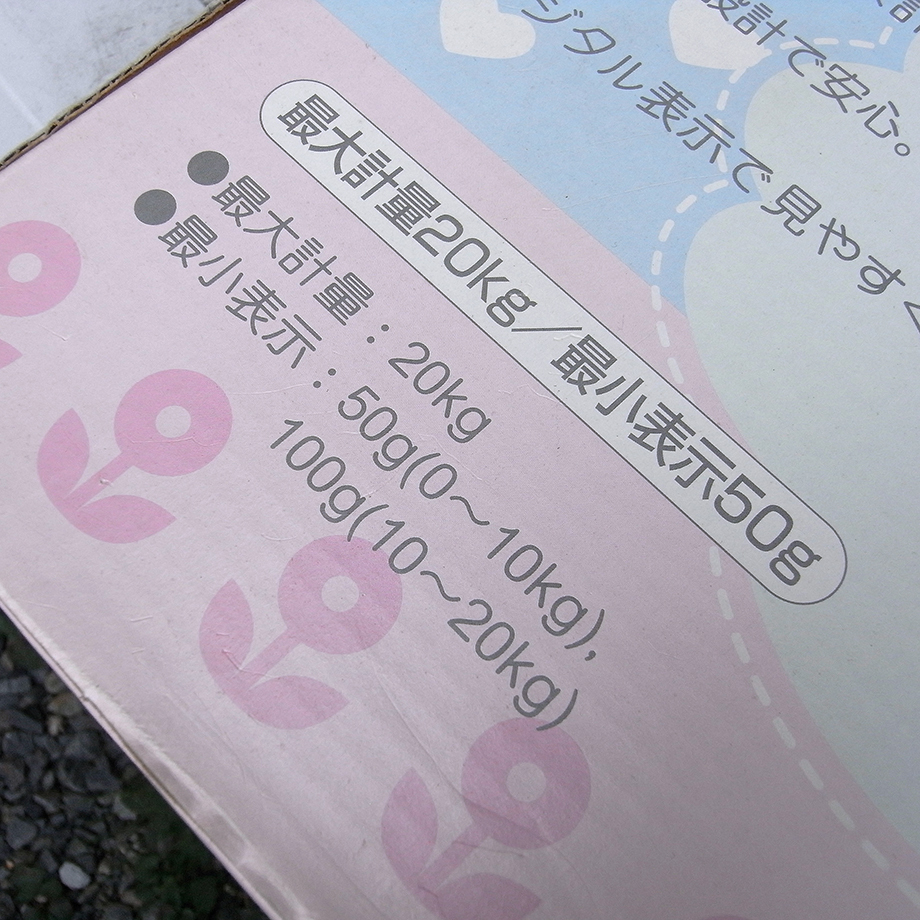 設計で安心。
ジタル表示で見やすく
最大計量20kg/最小表示50g
●最大計量:20kg
●最小表示:50g(0〜10kg),
100g(10〜20kg)